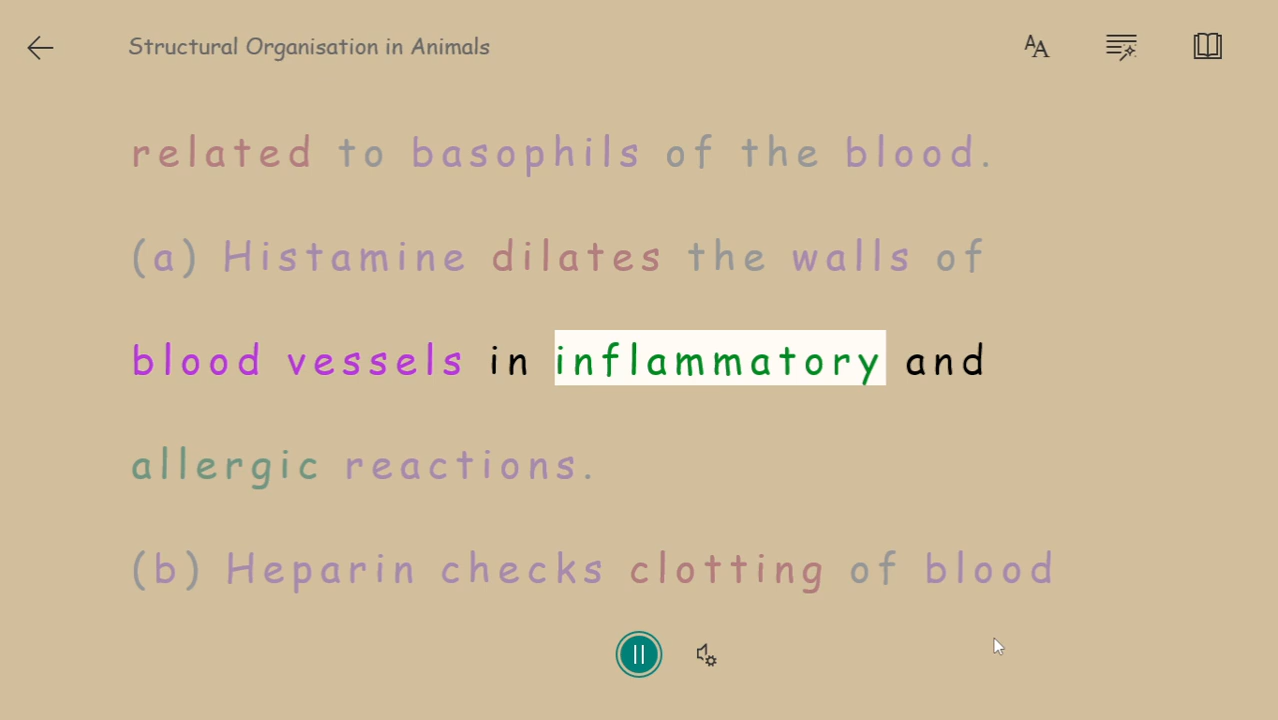 Structural Organisation in Animals
related to basophils of the blood.
(a) Histamine dilates the walls of
blood vessels in inflammatory and
allergic reactions.
(b) Heparin checks clotting of blood